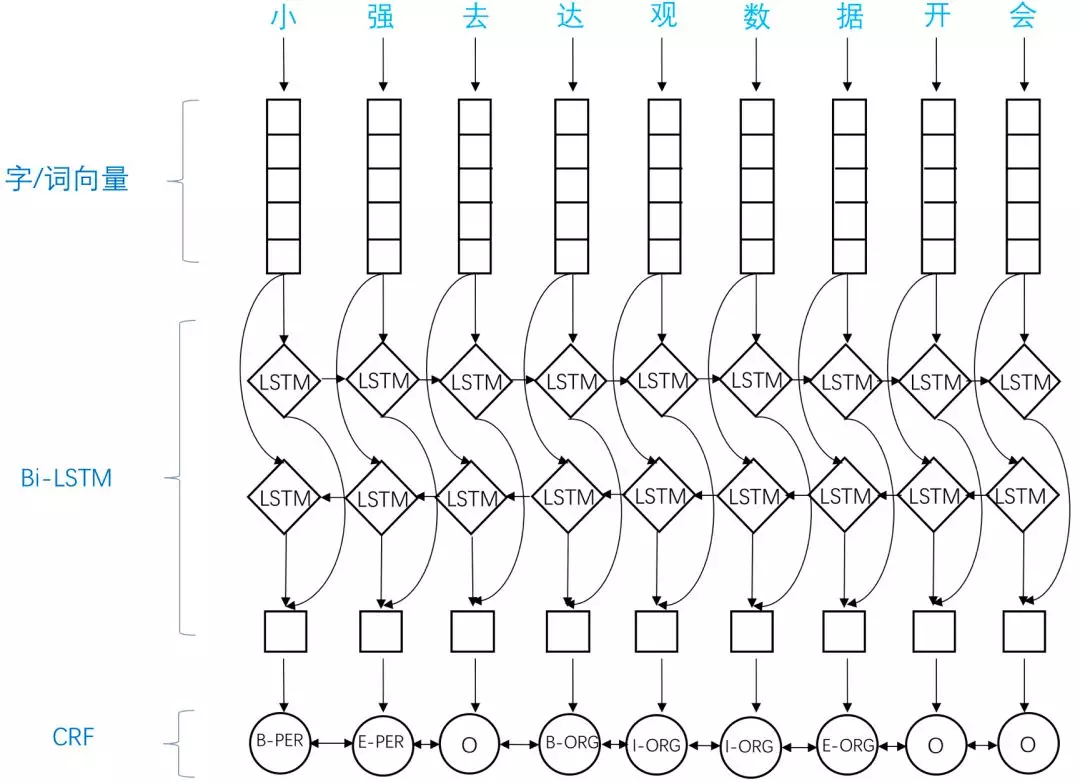 小 强 去 达 观 数 据 开 会
字/词向量
LSTM LSTM LSTM LSTM LSTM LSTM LSTM LSTM LSTM
Bi-LSTM
LSTM LSTM LSTM LSTM LSTM LSTM LSTM LSTM LSTM
CRF
B-PER E-PER O B-ORG I-ORG I-ORG E-ORG O O